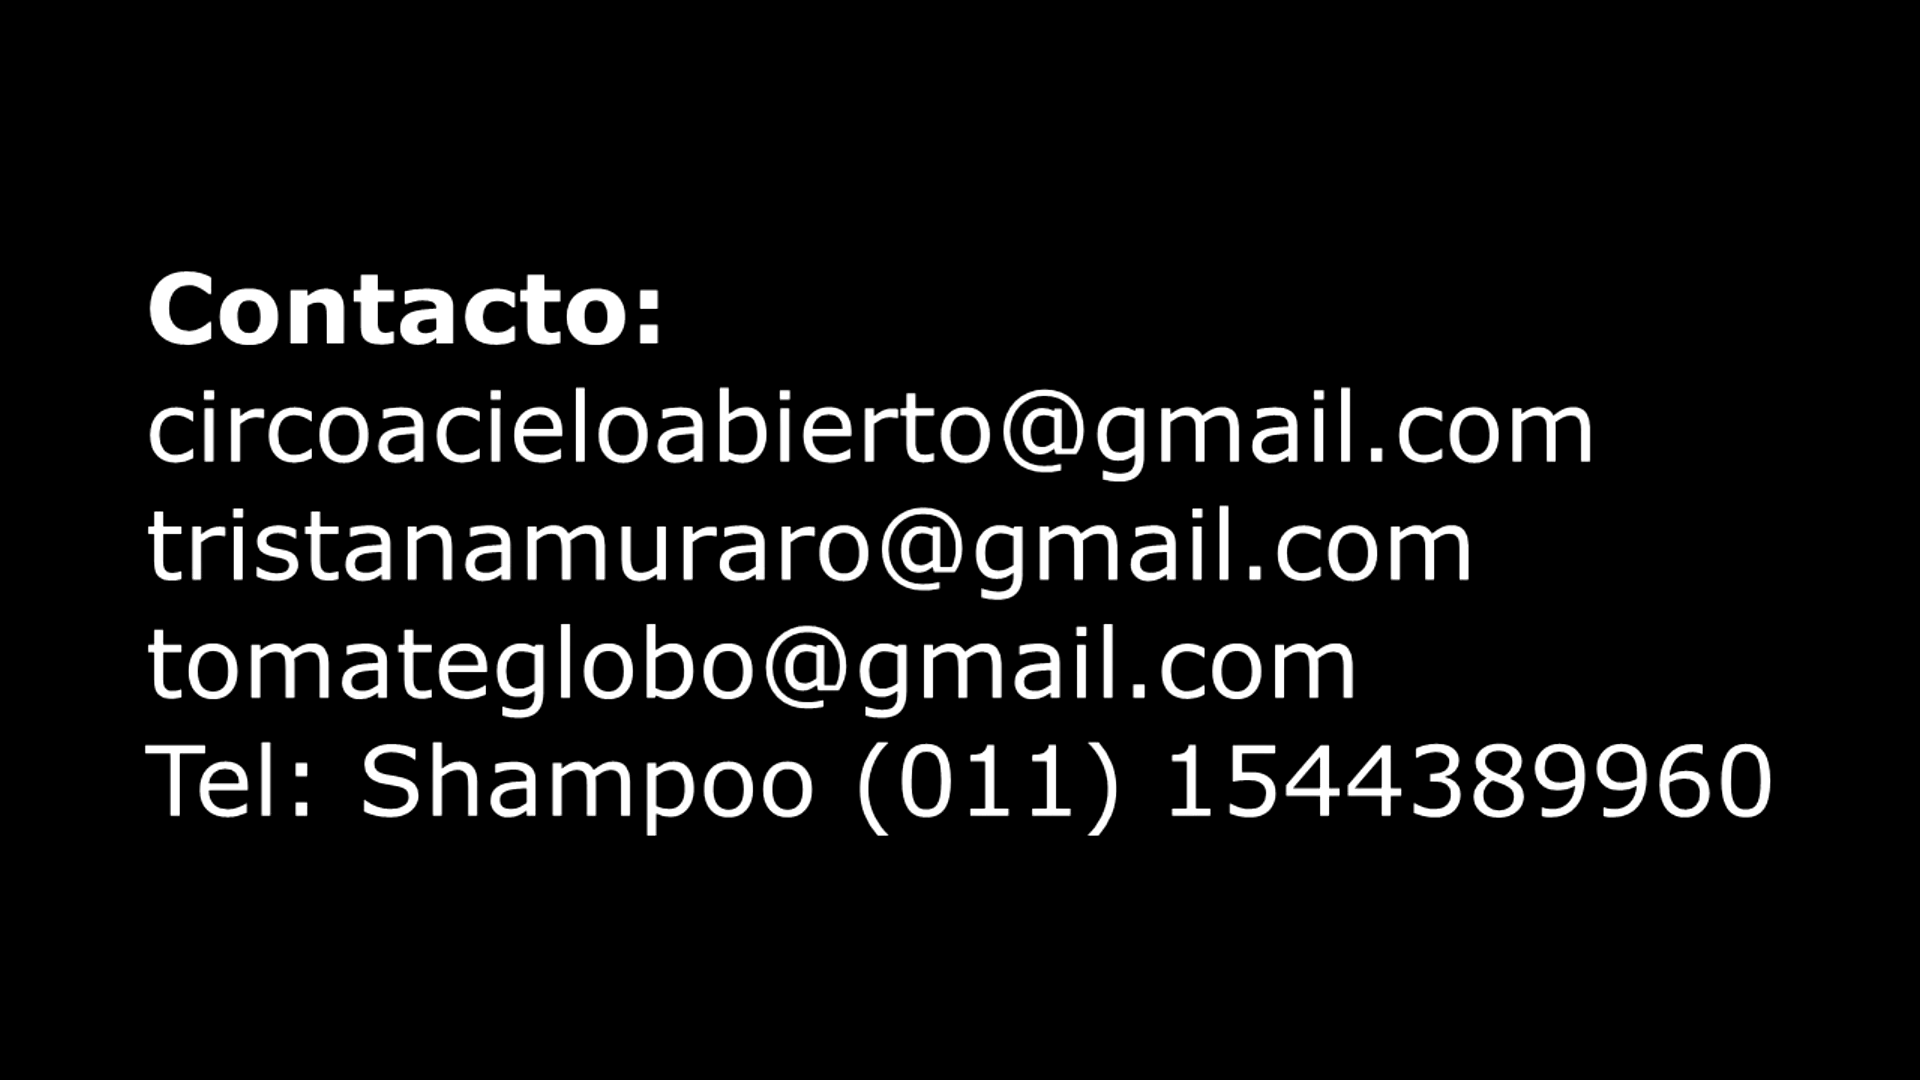 Contacto:
circoacieloabierto@gmail.com
tristanamuraro@gmail.com
tomateglobo@gmail.com
Tel: Shampoo (011) 1544389960